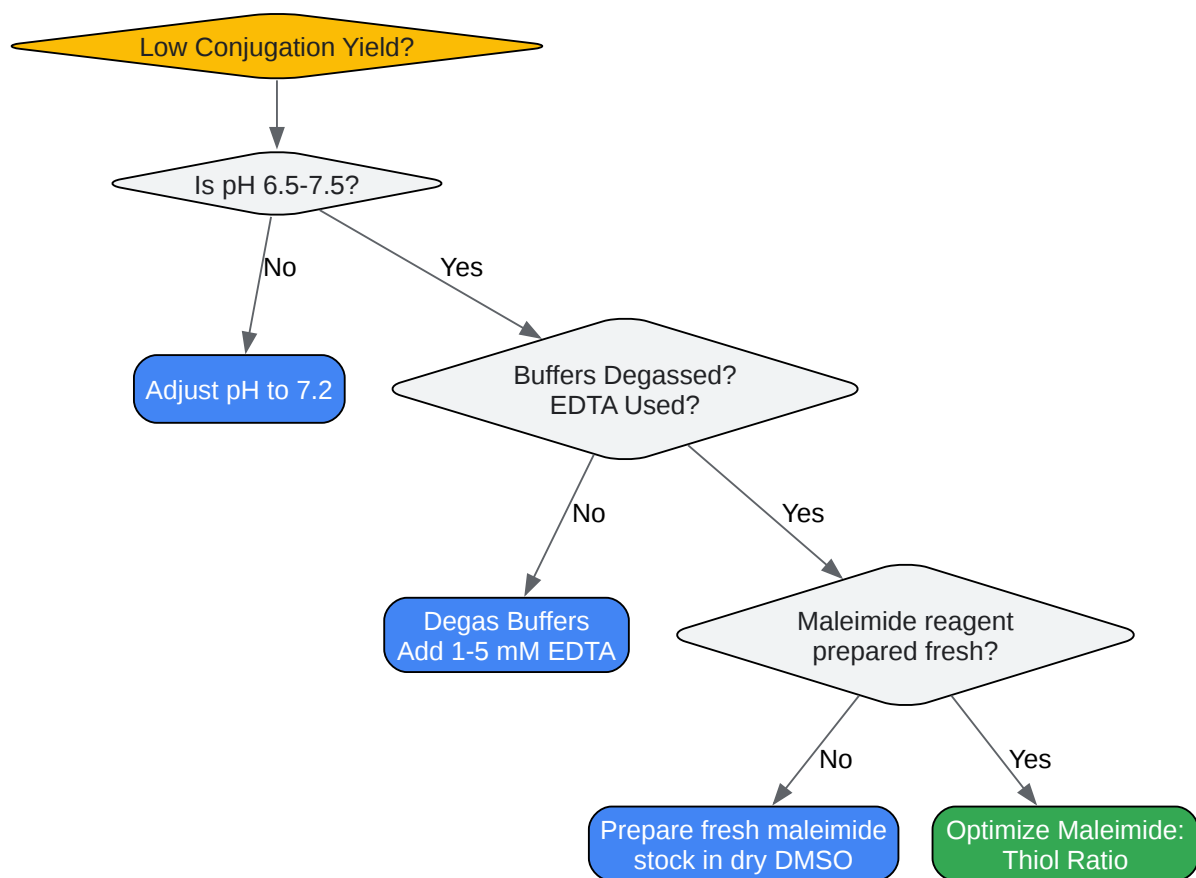 Low Conjugation Yield?
Is pH 6.5-7.5?
No
Yes
Adjust pH to 7.2
Buffers Degassed?
EDTA Used?
No
Yes
Degas Buffers
Add 1-5 mM EDTA
Maleimide reagent
prepared fresh?
No
Yes
Prepare fresh maleimide
stock in dry DMSO
Optimize Maleimide:
Thiol Ratio